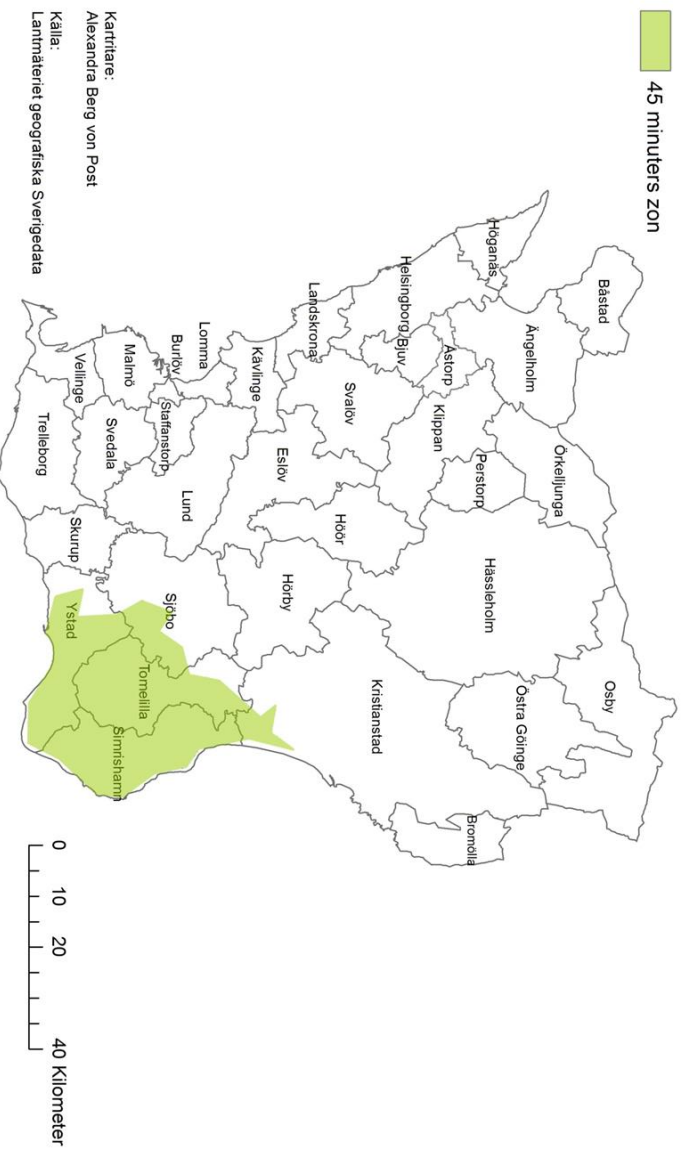 45 minuters zon
Båstad
Höganäs
Ängelholm
Örkelljunga
Osby
Helsingborg
Bjuv
Åstorp
Klippan
Perstorp
Hässleholm
Östra Göinge
Landskrona
Svalöv
Höör
Kristianstad
Bromölla
Kävlinge
Eslöv
Hörby
Lomma
Burlöv
Staffanstorp
Lund
Sjöbo
Malmö
Svedala
Tomelilla
Simrishamn
Vellinge
Trelleborg
Skurup
Ystad
Kartritare:
Alexandra Berg von Post
Källa:
Lantmäteriet geografiska Sverigedata
0 10 20 40 Kilometer